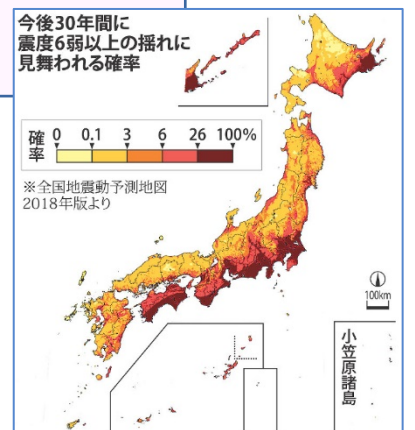 今後30年間に
震度6弱以上の揺れに
見舞われる確率
確率 0 0.1 3 6 26 100%
※全国地震動予測地図
2018年版より
100km
小笠原諸島